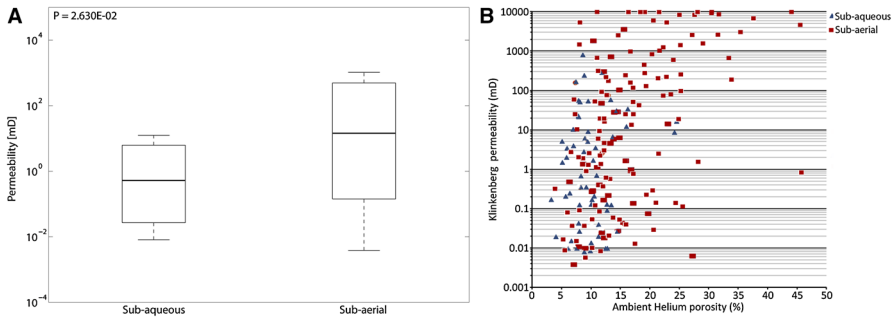 A
P = 2.630E-02
Permeability [mD]
10^4
10^2
10^0
10^−2
10^−4
Sub-aqueous
Sub-aerial
B
Klinkenberg permeability (mD)
10000
1000
100
10
1
0.1
0.01
0.001
0 5 10 15 20 25 30 35 40 45 50
Ambient Helium porosity (%)
Sub-aqueous
Sub-aerial